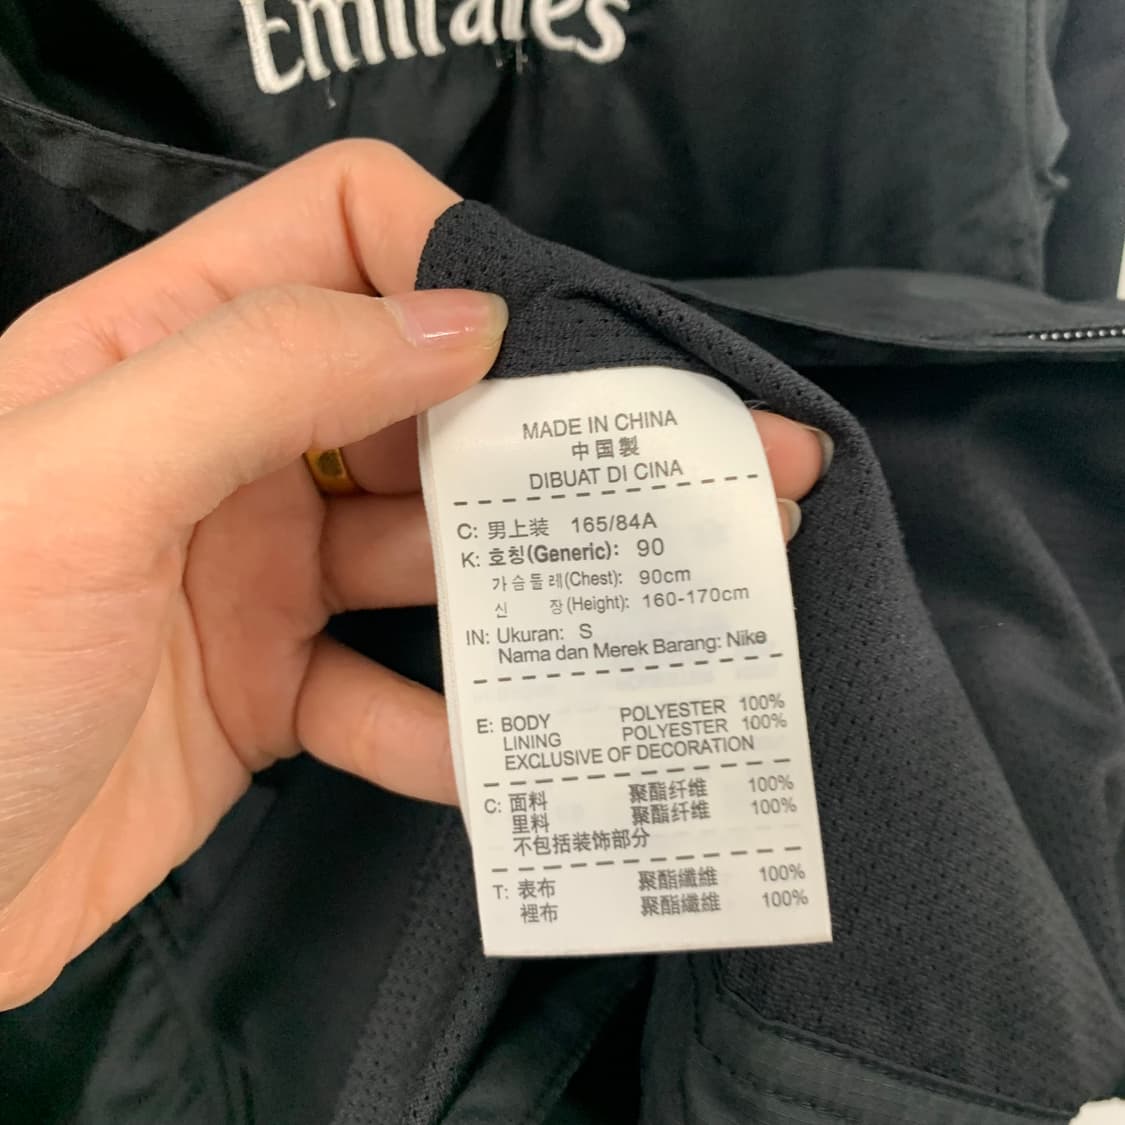 Emirates
MADE IN CHINA
中国製
DIBUAT DI CINA
C: 男上装 165/84A
K: 호칭(Generic): 90
가슴둘레(Chest): 90cm
신 장(Height): 160-170cm
IN: Ukuran: S
Nama dan Merek Barang: Nike
E: BODY POLYESTER 100%
LINING POLYESTER 100%
EXCLUSIVE OF DECORATION
C: 面料 聚酯纤维 100%
里料 聚酯纤维 100%
不包括装饰部分
T: 表布 聚酯纖維 100%
裡布 聚酯纖維 100%